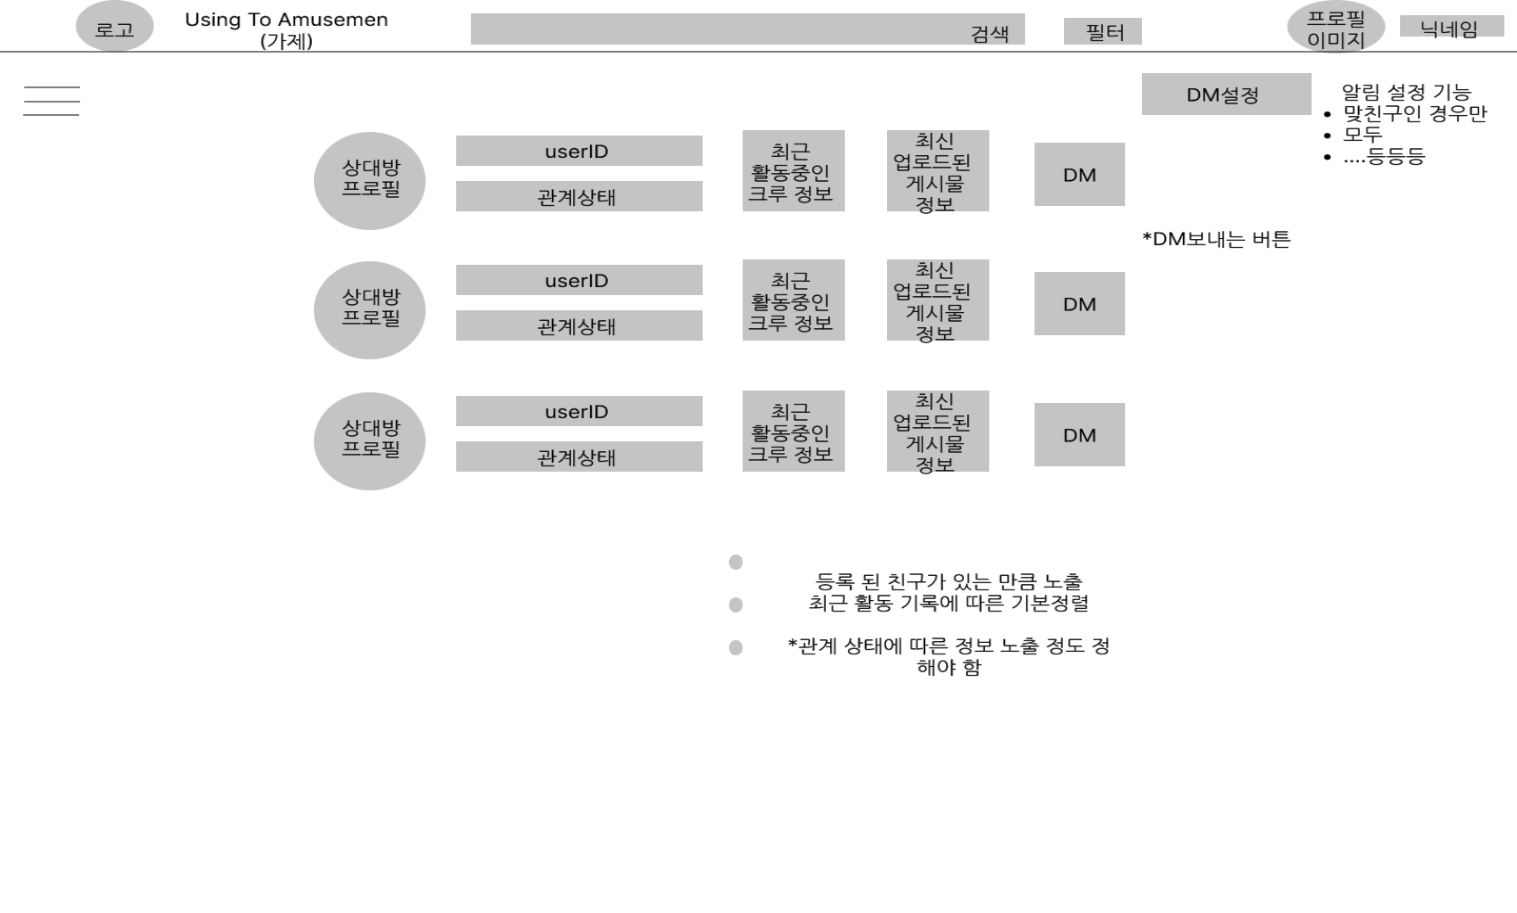 로고
Using To Amusemen
(가제)
검색
필터
프로필
이미지
닉네임
DM설정
알림 설정 기능
• 맞친구인 경우만
• 모두
• ....등등등
상대방
프로필
userID
관계상태
최근
활동중인
크루 정보
최신
업로드된
게시물
정보
DM
*DM보내는 버튼
상대방
프로필
userID
관계상태
최근
활동중인
크루 정보
최신
업로드된
게시물
정보
DM
상대방
프로필
userID
관계상태
최근
활동중인
크루 정보
최신
업로드된
게시물
정보
DM
등록 된 친구가 있는 만큼 노출
최근 활동 기록에 따른 기본정렬
*관계 상태에 따른 정보 노출 정도 정
해야 함